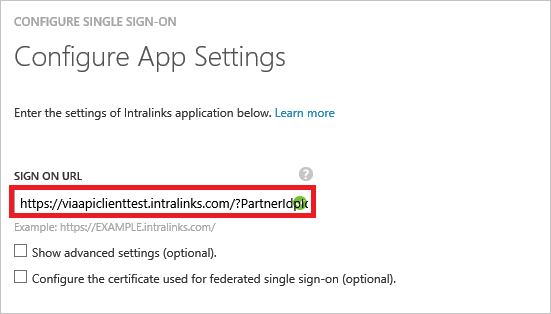 CONFIGURE SINGLE SIGN-ON
Configure App Settings
Enter the settings of Intralinks application below. Learn more
SIGN ON URL ?
https://viaapiclienttest.intralinks.com/?PartnerIdpId
Example: https://EXAMPLE.intralinks.com/
Show advanced settings (optional).
Configure the certificate used for federated single sign-on (optional).